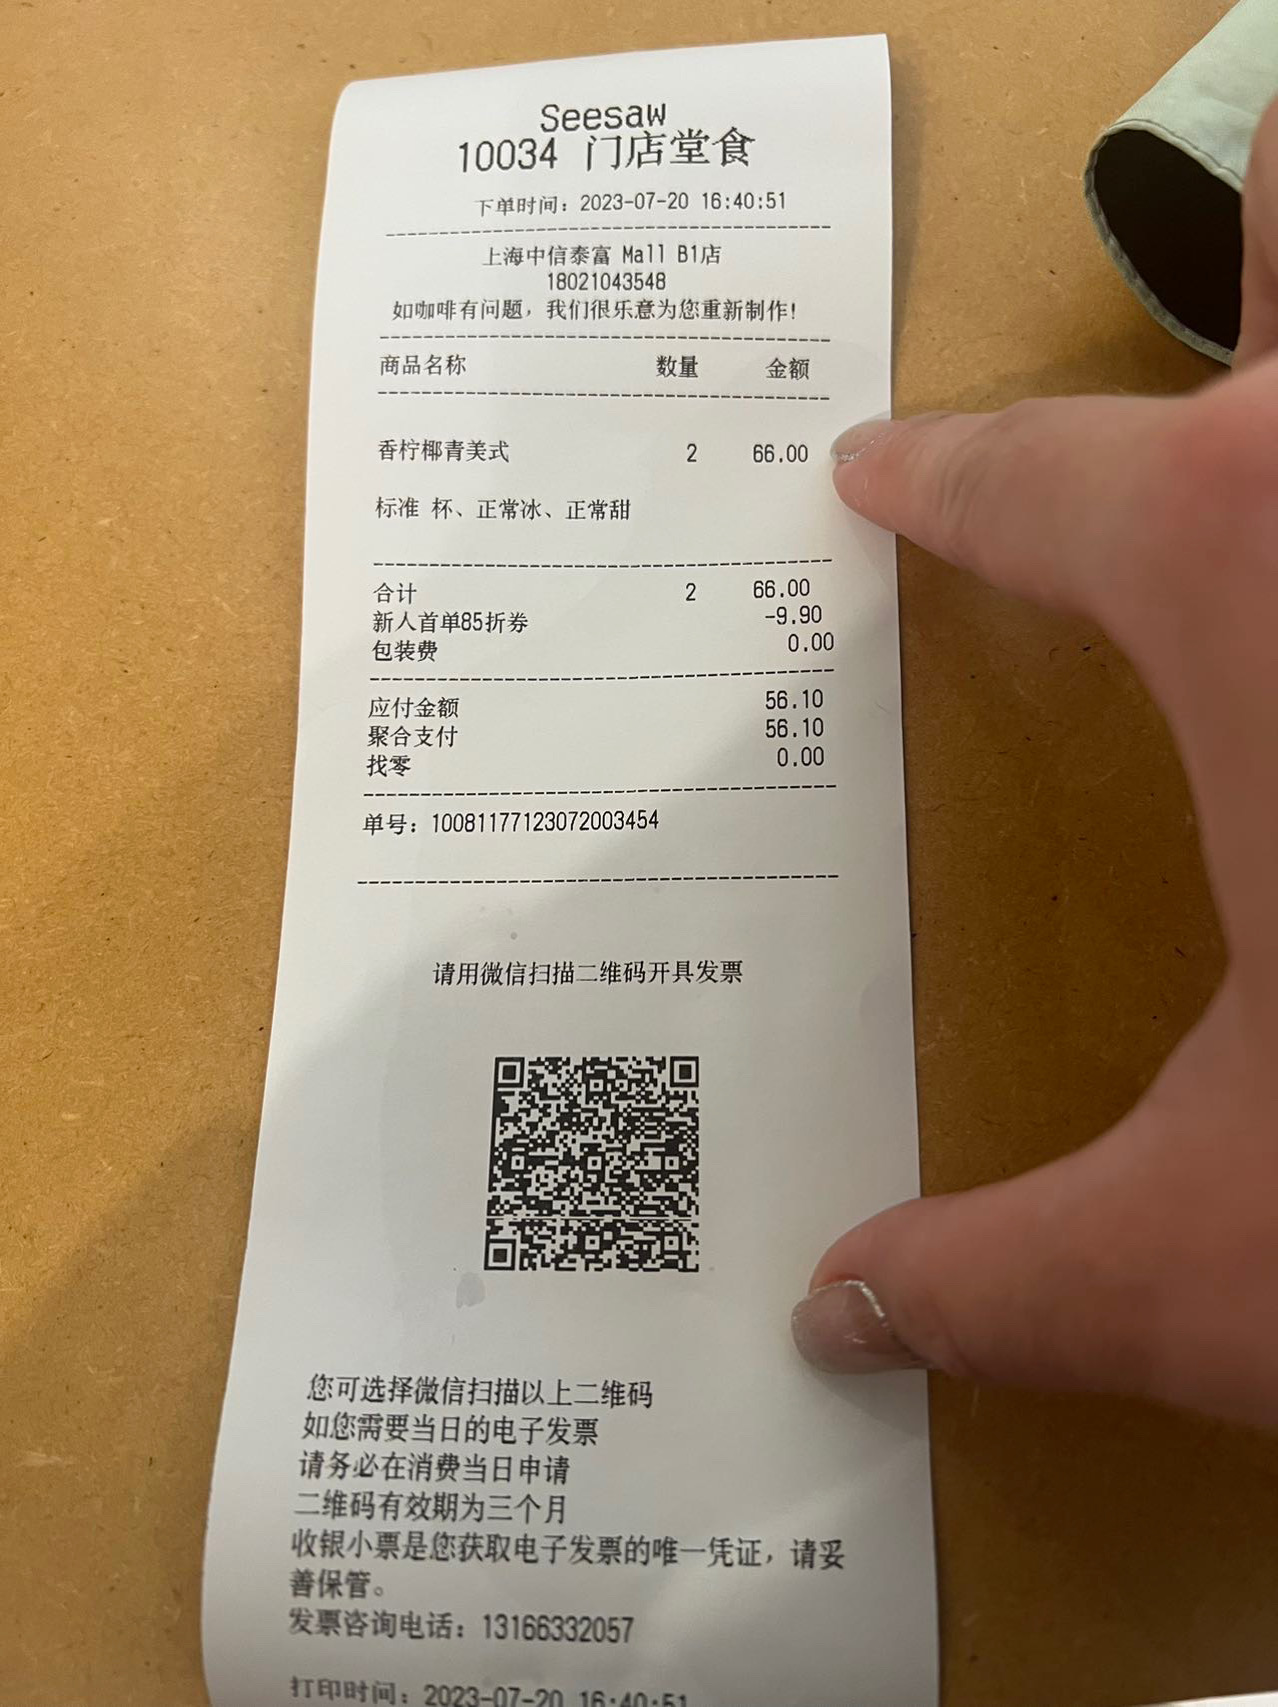 Seesaw
10034 门店堂食
下单时间：2023-07-20 16:40:51
上海中信泰富 Mall B1店
18021043548
如咖啡有问题，我们很乐意为您重新制作！
商品名称 数量 金额
香柠椰青美式 2 66.00
标准 杯、正常冰、正常甜
合计 2 66.00
新人首单85折券 -9.90
包装费 0.00
应付金额 56.10
聚合支付 56.10
找零 0.00
单号：10081177123072003454
请用微信扫描二维码开具发票
您可选择微信扫描以上二维码
如您需要当日的电子发票
请务必在消费当日申请
二维码有效期为三个月
收银小票是您获取电子发票的唯一凭证，请妥
善保管。
发票咨询电话：13166332057
打印时间：2023-07-20 16:40:51